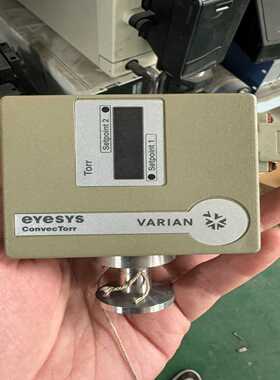 Setpoint 2
Torr
Setpoint 1
eyesys
ConvecTorr
VARIAN